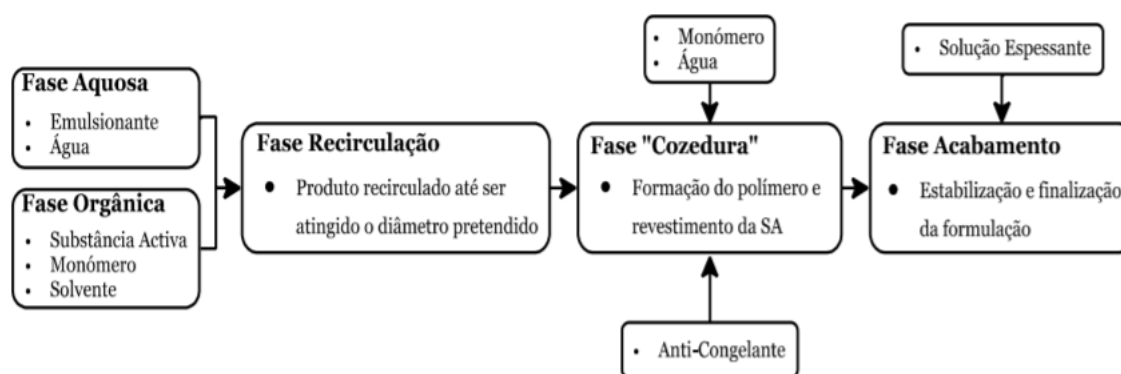 Fase Aquosa
• Emulsionante
• Água
Fase Orgânica
• Substância Activa
• Monómero
• Solvente
Fase Recirculação
• Produto recirculado até ser
atingido o diâmetro pretendido
• Monómero
• Água
Fase "Cozedura"
• Formação do polímero e
revestimento da SA
• Anti-Congelante
• Solução Espessante
Fase Acabamento
• Estabilização e finalização
da formulação